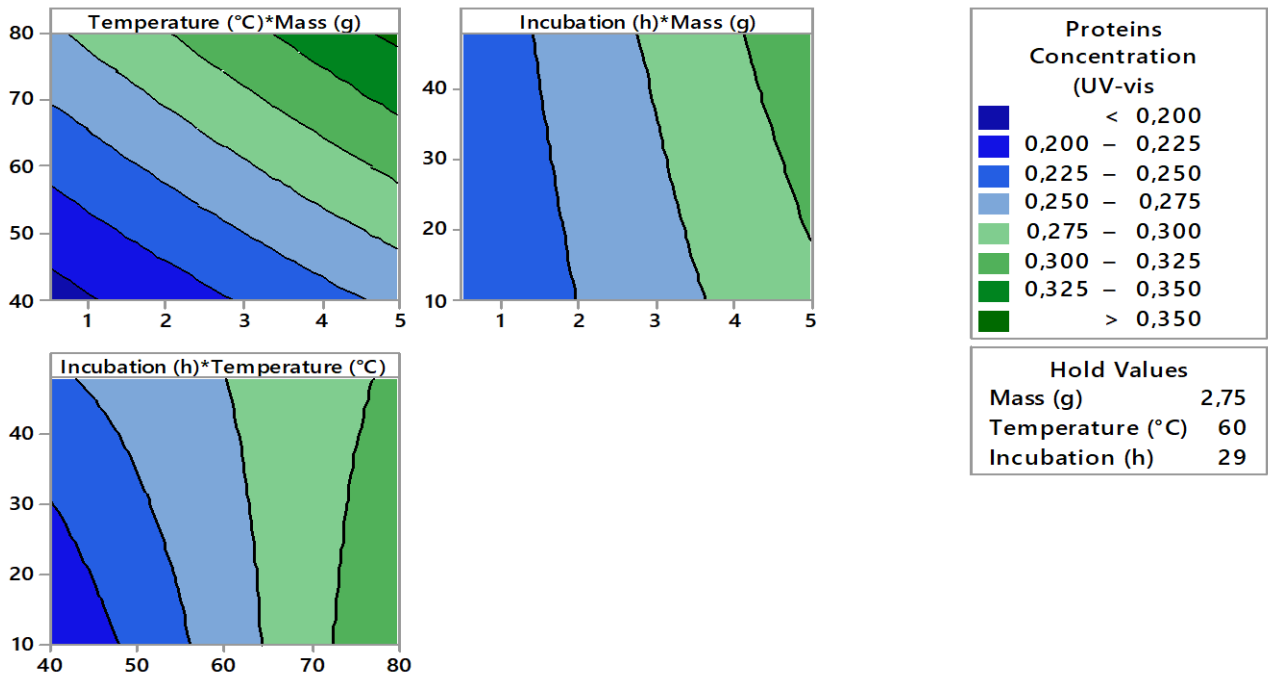 Temperature (°C)*Mass (g)
80
70
60
50
40
1 2 3 4 5
Incubation (h)*Mass (g)
40
30
20
10
1 2 3 4 5
Incubation (h)*Temperature (°C)
40
30
20
10
40 50 60 70 80
Proteins
Concentration
(UV-vis
< 0,200
0,200 – 0,225
0,225 – 0,250
0,250 – 0,275
0,275 – 0,300
0,300 – 0,325
0,325 – 0,350
> 0,350
Hold Values
Mass (g) 2,75
Temperature (°C) 60
Incubation (h) 29